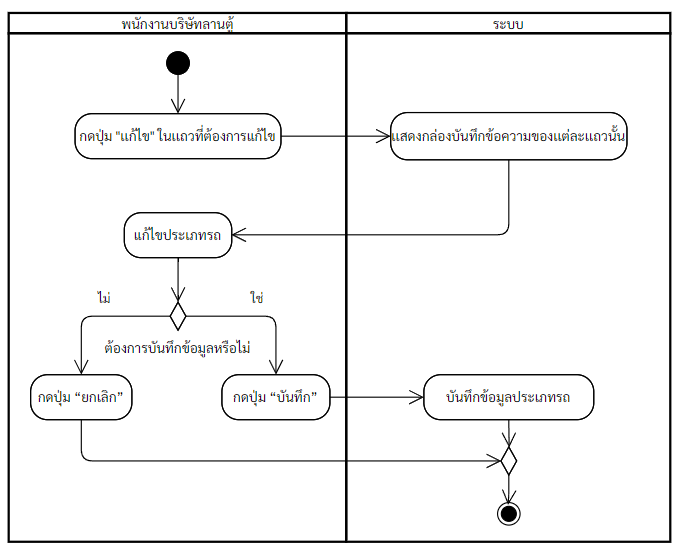 พนักงานบริษัทลานตู้
ระบบ
กดปุ่ม "แก้ไข" ในแถวที่ต้องการแก้ไข
แสดงกล่องบันทึกข้อความของแต่ละแถวนั้น
แก้ไขประเภทรถ
ไม่
ใช่
ต้องการบันทึกข้อมูลหรือไม่
กดปุ่ม “ยกเลิก”
กดปุ่ม “บันทึก”
บันทึกข้อมูลประเภทรถ